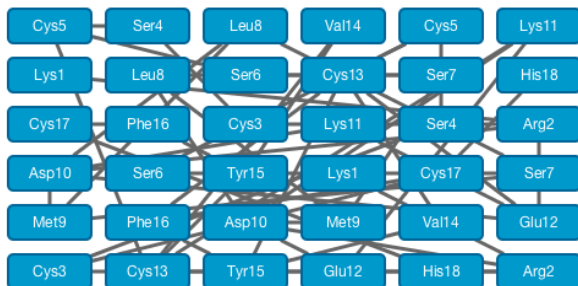 Cys5 Ser4 Leu8 Val14 Cys5 Lys11
Lys1 Leu8 Ser6 Cys13 Ser7 His18
Cys17 Phe16 Cys3 Lys11 Ser4 Arg2
Asp10 Ser6 Tyr15 Lys1 Cys17 Ser7
Met9 Phe16 Asp10 Met9 Val14 Glu12
Cys3 Cys13 Tyr15 Glu12 His18 Arg2